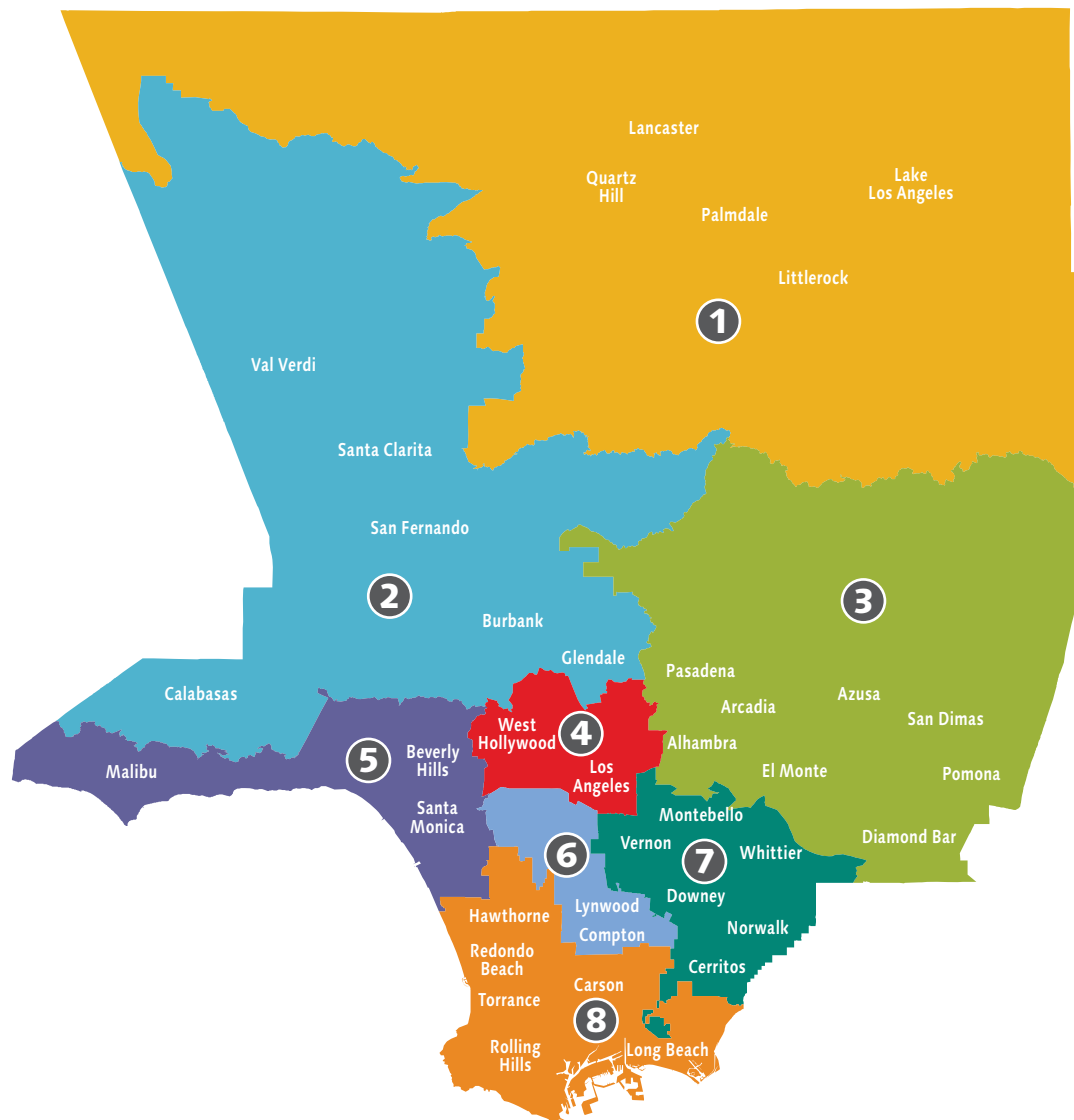 Lancaster
Quartz
Hill
Lake
Los Angeles
Palmdale
Littlerock
1
Val Verdi
Santa Clarita
San Fernando
2
Burbank
Glendale
Calabasas
3
Pasadena
Azusa
Arcadia
San Dimas
Alhambra
El Monte
Pomona
Diamond Bar
West
Hollywood
4
Los
Angeles
5
Beverly
Hills
Malibu
Santa
Monica
6
Lynwood
Compton
Montebello
Vernon
Whittier
7
Downey
Norwalk
Cerritos
Hawthorne
Redondo
Beach
Carson
Torrance
8
Rolling
Hills
Long Beach